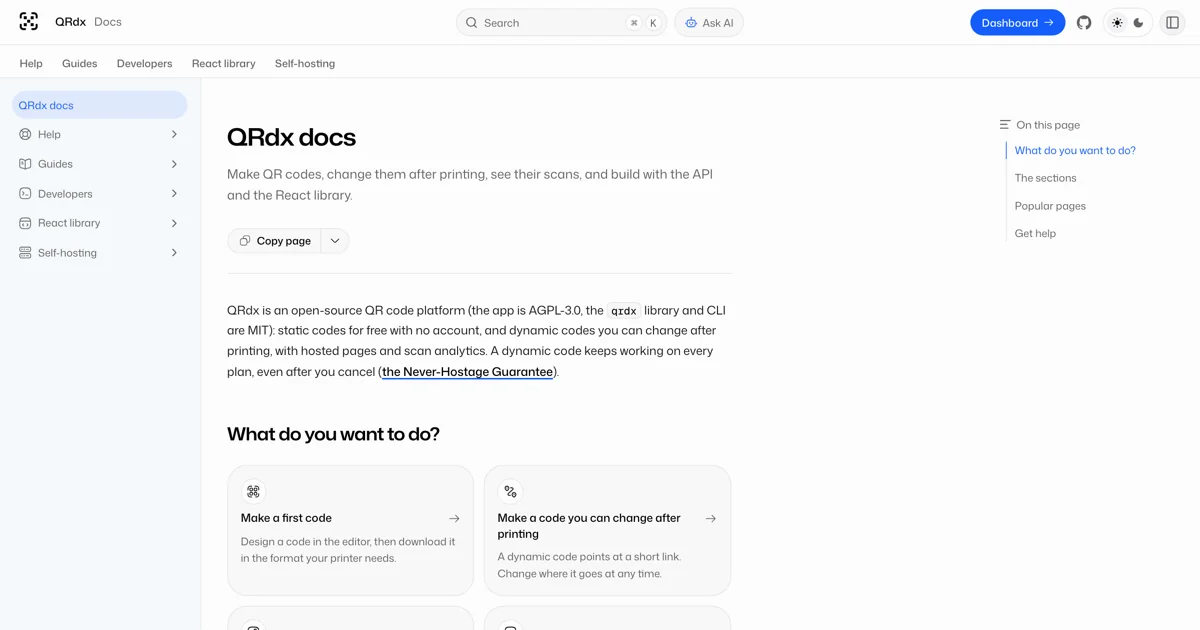 QRdx Docs
Search
⌘ K
Ask AI
Dashboard →
Help
Guides
Developers
React library
Self-hosting
QRdx docs
Help
Guides
Developers
React library
Self-hosting
QRdx docs
Make QR codes, change them after printing, see their scans, and build with the API
and the React library.
Copy page
QRdx is an open-source QR code platform (the app is AGPL-3.0, the qrdx library and CLI
are MIT): static codes for free with no account, and dynamic codes you can change after
printing, with hosted pages and scan analytics. A dynamic code keeps working on every
plan, even after you cancel (the Never-Hostage Guarantee).
What do you want to do?
Make a first code
Design a code in the editor, then download it
in the format your printer needs.
Make a code you can change after
printing
A dynamic code points at a short link.
Change where it goes at any time.
On this page
What do you want to do?
The sections
Popular pages
Get help